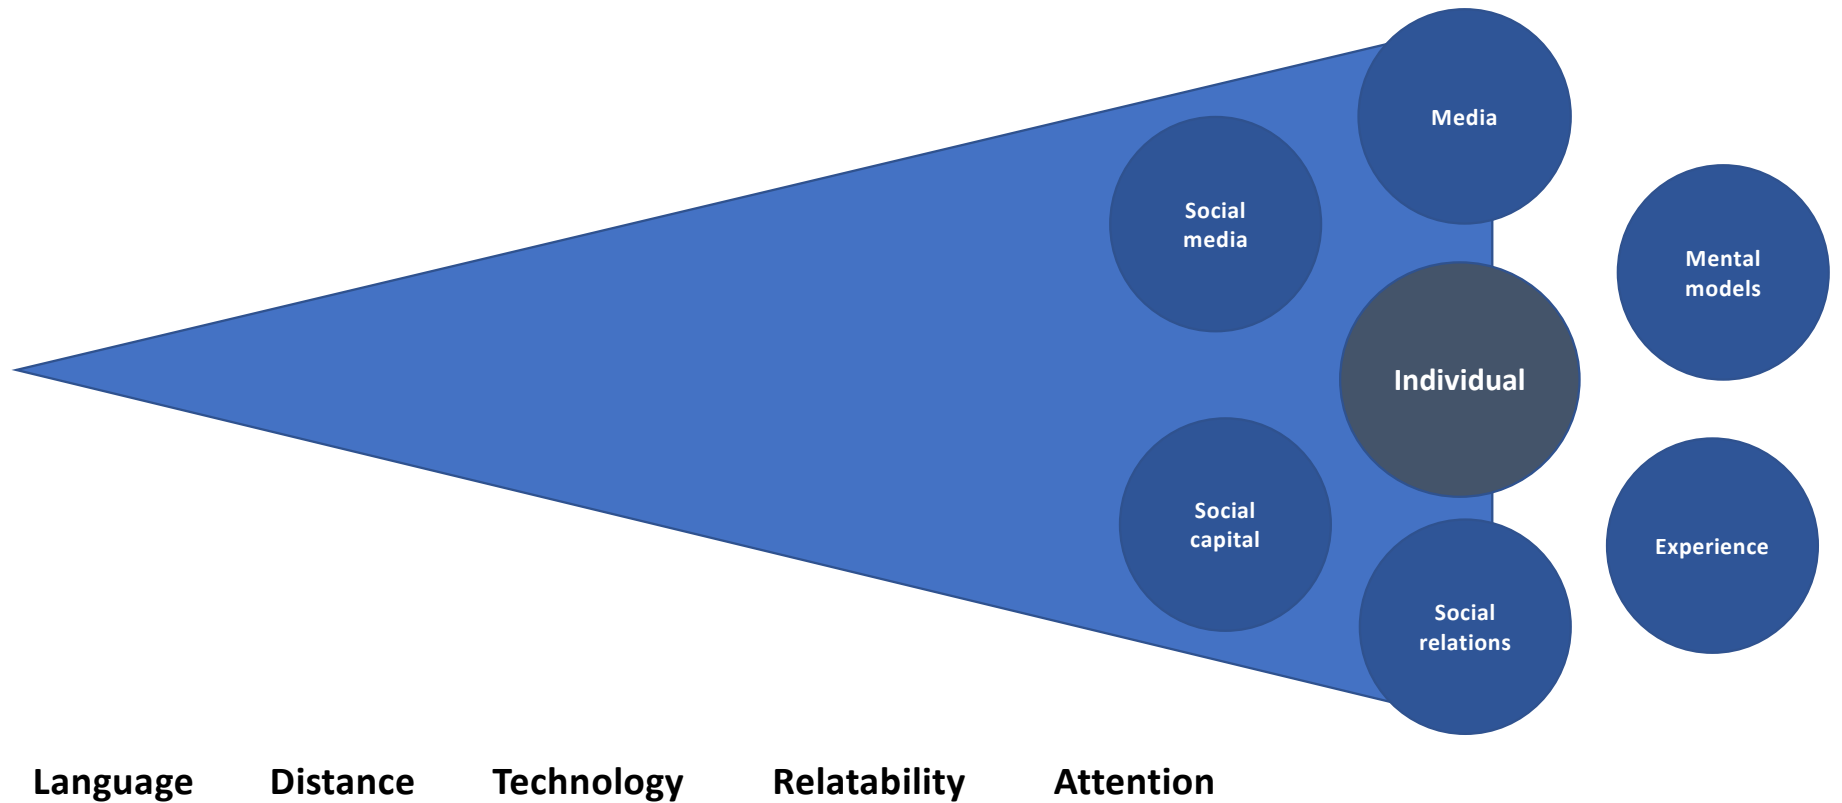 Media
Social
media
Mental
models
Individual
Social
capital
Experience
Social
relations
Language Distance Technology Relatability Attention